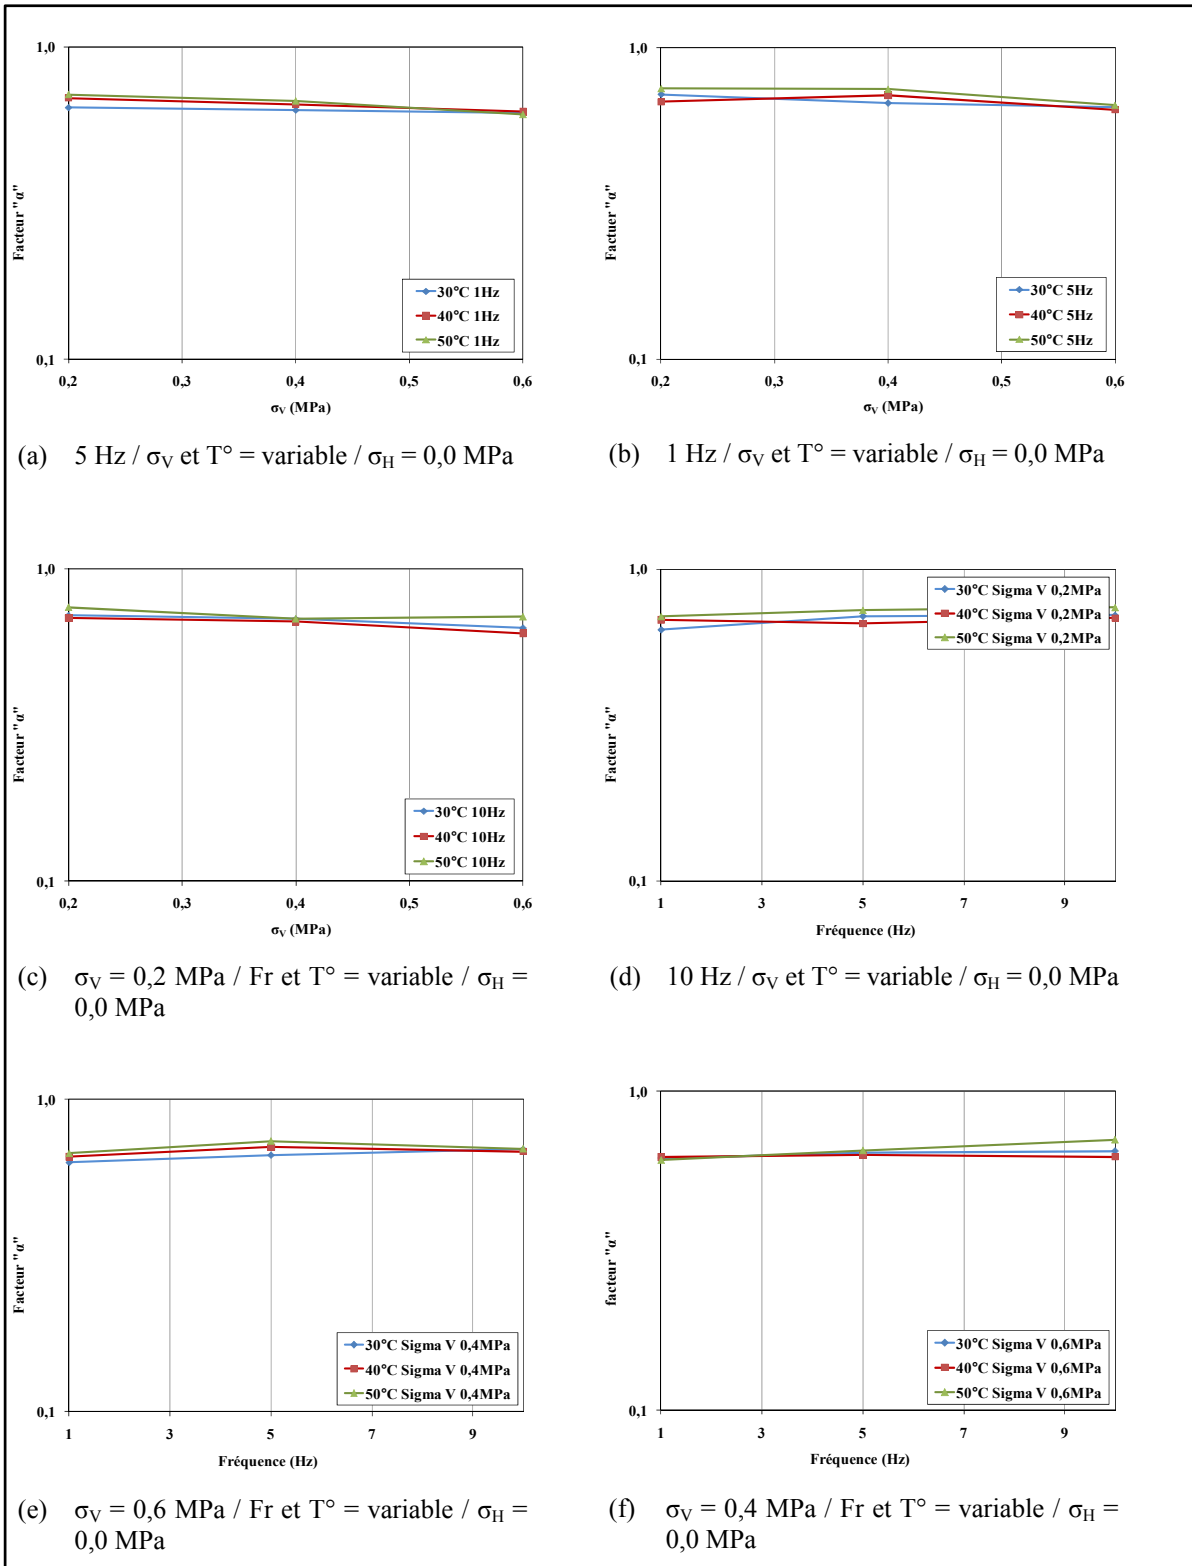 1,0
Facteur "α"
30°C 1Hz
40°C 1Hz
50°C 1Hz
0,1
0,2 0,3 0,4 0,5 0,6
σV (MPa)
(a) 5 Hz / σV et T° = variable / σH = 0,0 MPa
1,0
Factuer "α"
30°C 5Hz
40°C 5Hz
50°C 5Hz
0,1
0,2 0,3 0,4 0,5 0,6
σV (MPa)
(b) 1 Hz / σV et T° = variable / σH = 0,0 MPa
1,0
Facteur "α"
30°C 10Hz
40°C 10Hz
50°C 10Hz
0,1
0,2 0,3 0,4 0,5 0,6
σV (MPa)
(c) σV = 0,2 MPa / Fr et T° = variable / σH =
0,0 MPa
1,0
Facteur "α"
30°C Sigma V 0,2MPa
40°C Sigma V 0,2MPa
50°C Sigma V 0,2MPa
0,1
1 3 5 7 9
Fréquence (Hz)
(d) 10 Hz / σV et T° = variable / σH = 0,0 MPa
1,0
Facteur "α"
30°C Sigma V 0,4MPa
40°C Sigma V 0,4MPa
50°C Sigma V 0,4MPa
0,1
1 3 5 7 9
Fréquence (Hz)
(e) σV = 0,6 MPa / Fr et T° = variable / σH =
0,0 MPa
1,0
facteur "α"
30°C Sigma V 0,6MPa
40°C Sigma V 0,6MPa
50°C Sigma V 0,6MPa
0,1
1 3 5 7 9
Fréquence (Hz)
(f) σV = 0,4 MPa / Fr et T° = variable / σH =
0,0 MPa